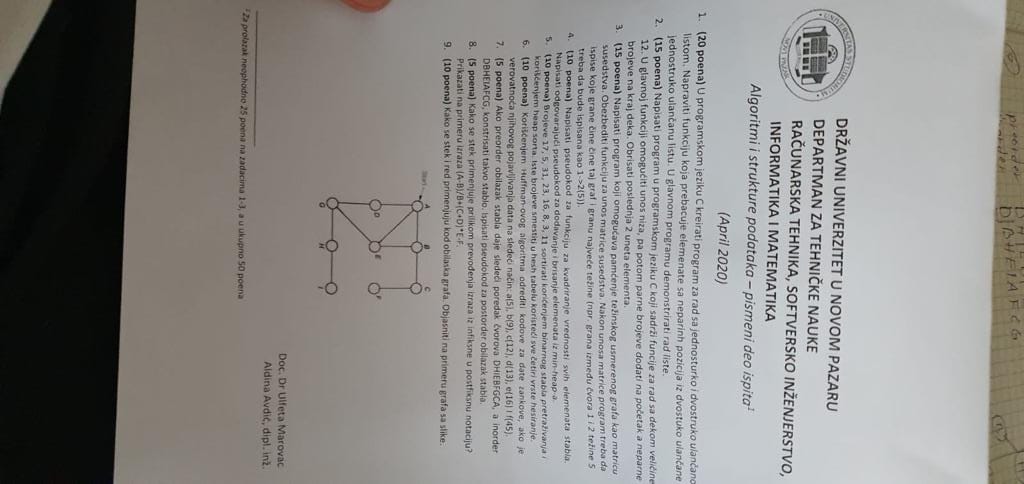 preorder
DJBHEIAFCG
UNIVERSITAS STUDIORUM
NOVI PAZAR
DRŽAVNI UNIVERZITET U NOVOM PAZARU
DEPARTMAN ZA TEHNIČKE NAUKE
RAČUNARSKA TEHNIKA, SOFTVERSKO INŽENJERSTVO,
INFORMATIKA I MATEMATIKA
Algoritmi i strukture podataka – pismeni deo ispita¹
(April 2020)
1. (20 poena) U programskom jeziku C kreirati program za rad sa jednosturko i dvostruko ulančano
listom. Napraviti funkciju koja prebacuje elemenate sa neparinh pozicija iz dvostuko ulančane
jednostruko ulančanu listu. U glavnom programu demonstrirati rad liste.
2. (15 poena) Napisati program u programskom jeziku C koji sadrži funcije za rad sa dekom veličine
12. U glavnoj funkciji omogućiti unos niza, pa potom parne brojeve dodati na početak a neparne
brojeve na kraj deka. Obrisati poslednja 2 uneta elementa.
3. (15 poena) Napisati program koji omogućava pamćenje težinskog usmerenog grafa kao matricu
susedstva. Obezbediti funkciju za unos matrice susedstva. Nakon unosa matrice program treba da
ispise koje grane čine čine taj graf i granu najveće težine (npr. grana između čvora 1 i 2 težine 5
treba da bude ispisana kao 1->2(5)).
4. (10 poena) Napisati pseudokod za funkciju za kvadriranje vrednosti svih elemenata stabla.
Napisati odgovarajući pseudokod za dodavanje i brisanje elemenata iz min-heap-a.
5. (10 poena) Brojeve 17, 5, 31, 23, 16, 8, 3, 11 sortirati korićenjem binarnog stabla pretraživanja i
korišćenjem heap sorta. Iste brojeve smestiti u hesh tabelu koristeći sve četiri vrste hesiranje.
6. (10 poena) Korišćenjem Huffman-ovog algoritma odrediti kodove za date zankove, ako je
verovatnoća njihovog pojavljivanja data na sledeći način: a(5), b(9), c(12), d(13), e(16) I f(45).
7. (5 poena) Ako preorder obilazak stabla daje sledeći poredak čvorova DHIEBFGCA, a inorder
DBHEIAFCG, konstrisati takvo stablo. Ispisati pseudokod za postorder obilazak stabla.
8. (5 poena) Kako se stek primenjuje prilikom prevođenja izraza iz infiksne u postfiksnu notaciju?
Prikazati na primeru izraza (A-B)/B+(C+D)*E-F.
9. (10 poena) Kako se stek i red primenjuju kod obilaska grafa. Objasniti na primeru grafa sa slike.
Start
A B C
D E F
G H I
Doc. Dr Ulfeta Marovac
Aldina Avdić, dipl. inž.
¹ Za prolazak neophodno 25 poena na zadacima 1-3, a u ukupno 50 poena